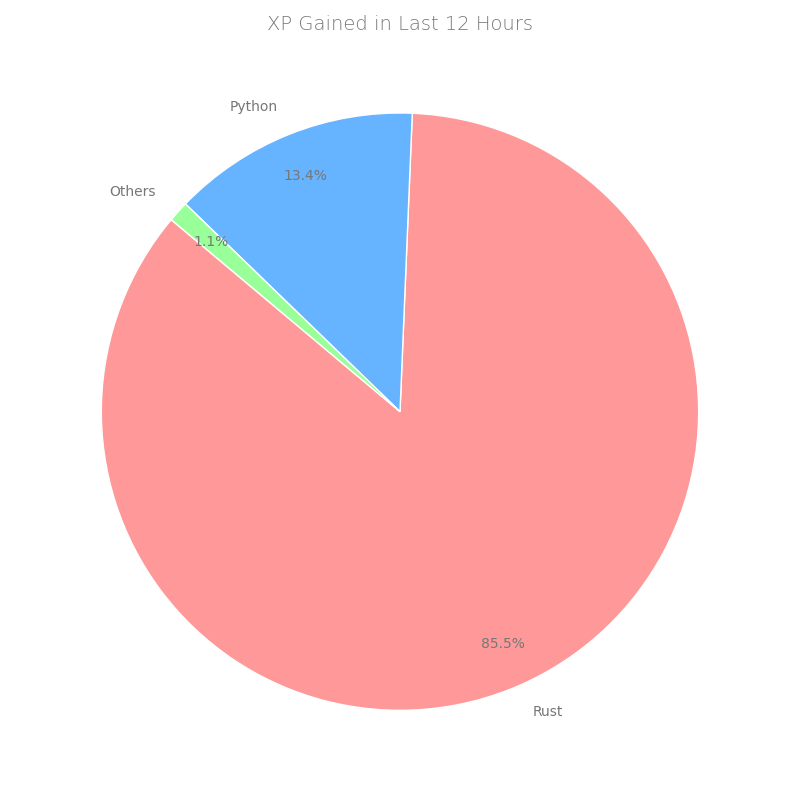 XP Gained in Last 12 Hours
Python
13.4%
Others
1.1%
85.5%
Rust